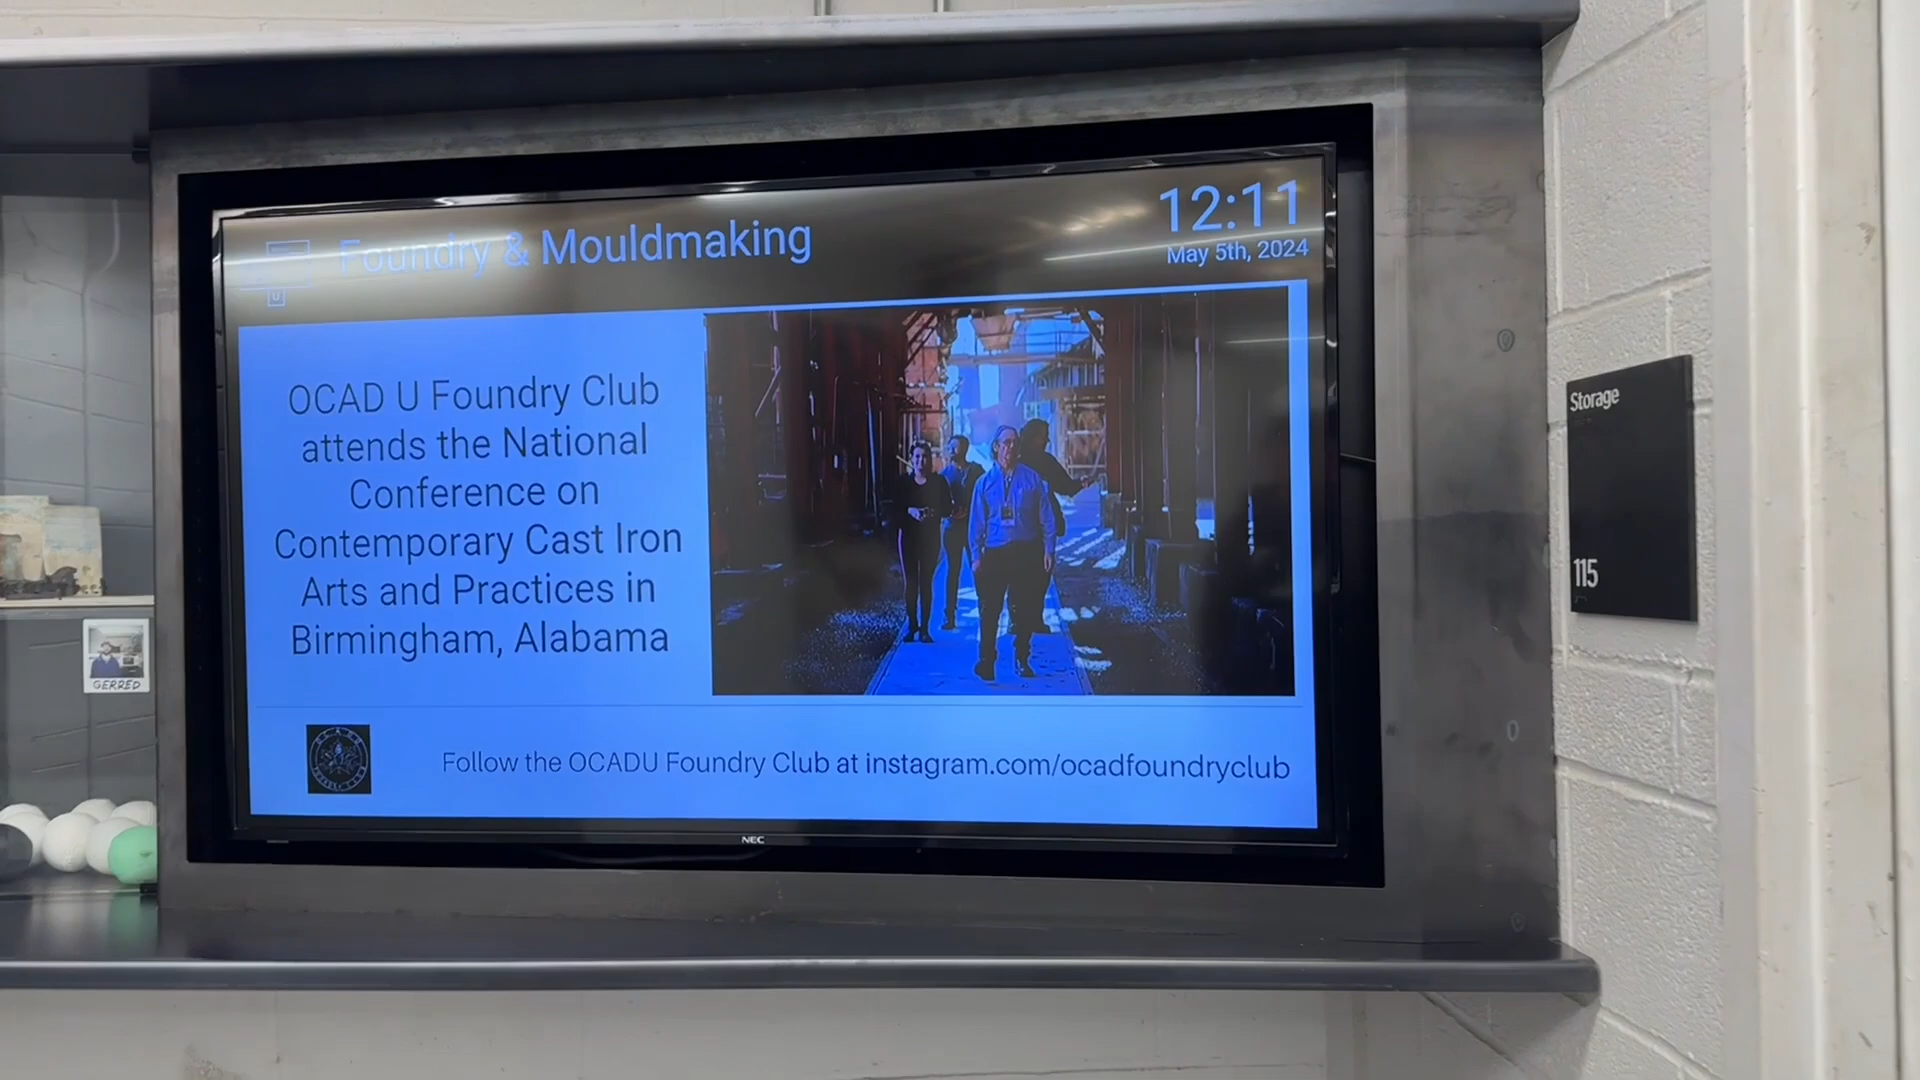 Foundry & Mouldmaking
12:11
May 5th, 2024
OCAD U Foundry Club
attends the National
Conference on
Contemporary Cast Iron
Arts and Practices in
Birmingham, Alabama
Follow the OCADU Foundry Club at instagram.com/ocadfoundryclub
NEC
GERRED
Storage
115